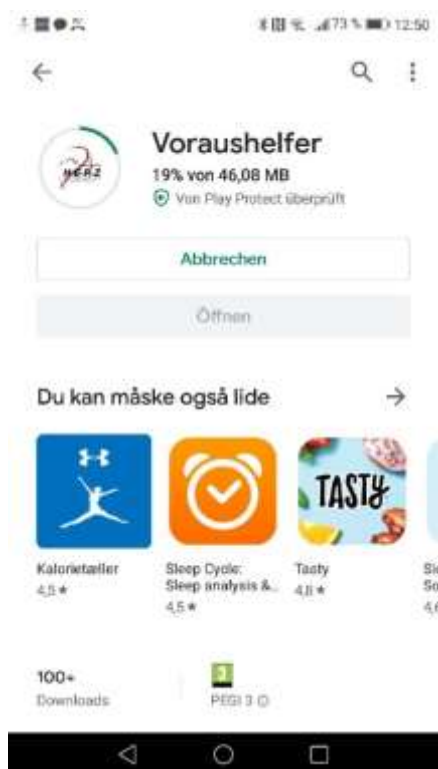 73 % 12:50
HERZ
Voraushelfer
19% von 46,08 MB
Von Play Protect überprüft
Abbrechen
Öffnen
Du kan måske også lide
TASTY
Kalorietæller
Sleep Cycle:
Sleep analysis &..
Tasty
4,5★
4,5★
4,8★
100+
3
Downloads
PEGI 3